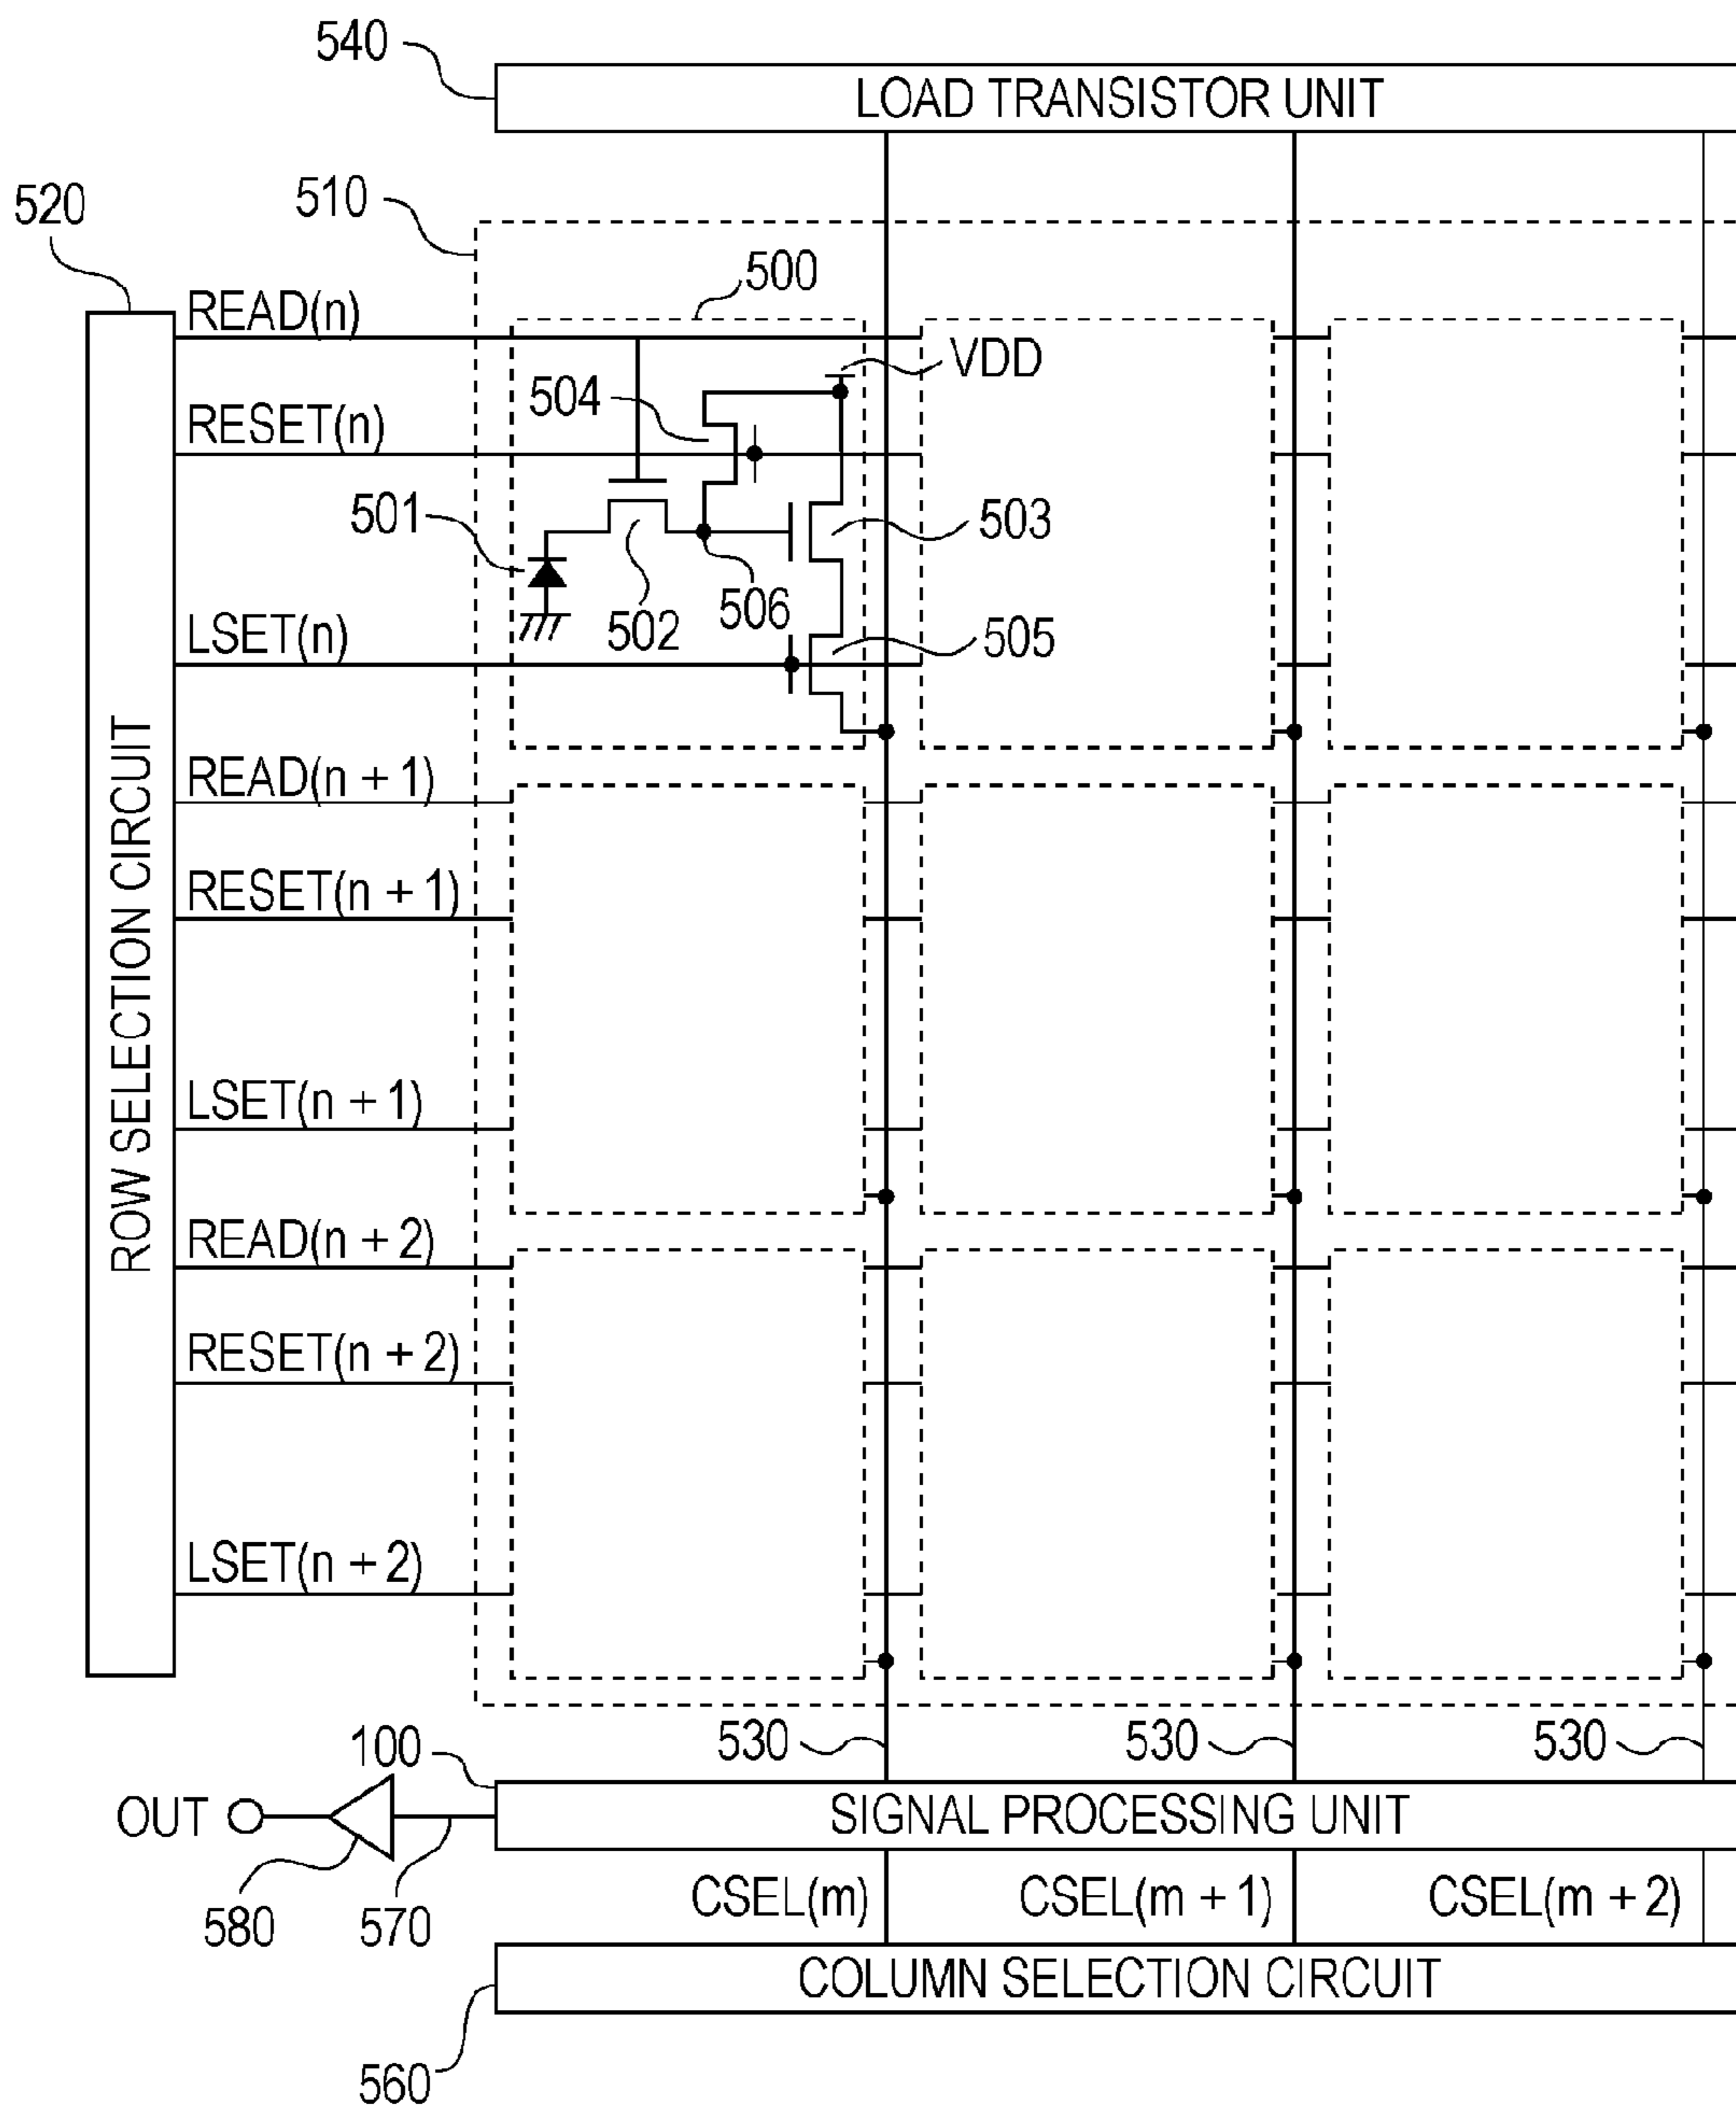 540
LOAD TRANSISTOR UNIT
520
510
500
READ(n)
VDD
504
RESET(n)
501
503
506
502
LSET(n)
505
ROW SELECTION CIRCUIT
READ(n + 1)
RESET(n + 1)
LSET(n + 1)
READ(n + 2)
RESET(n + 2)
LSET(n + 2)
100
530
530
530
OUT
SIGNAL PROCESSING UNIT
580
570
CSEL(m)
CSEL(m + 1)
CSEL(m + 2)
COLUMN SELECTION CIRCUIT
560